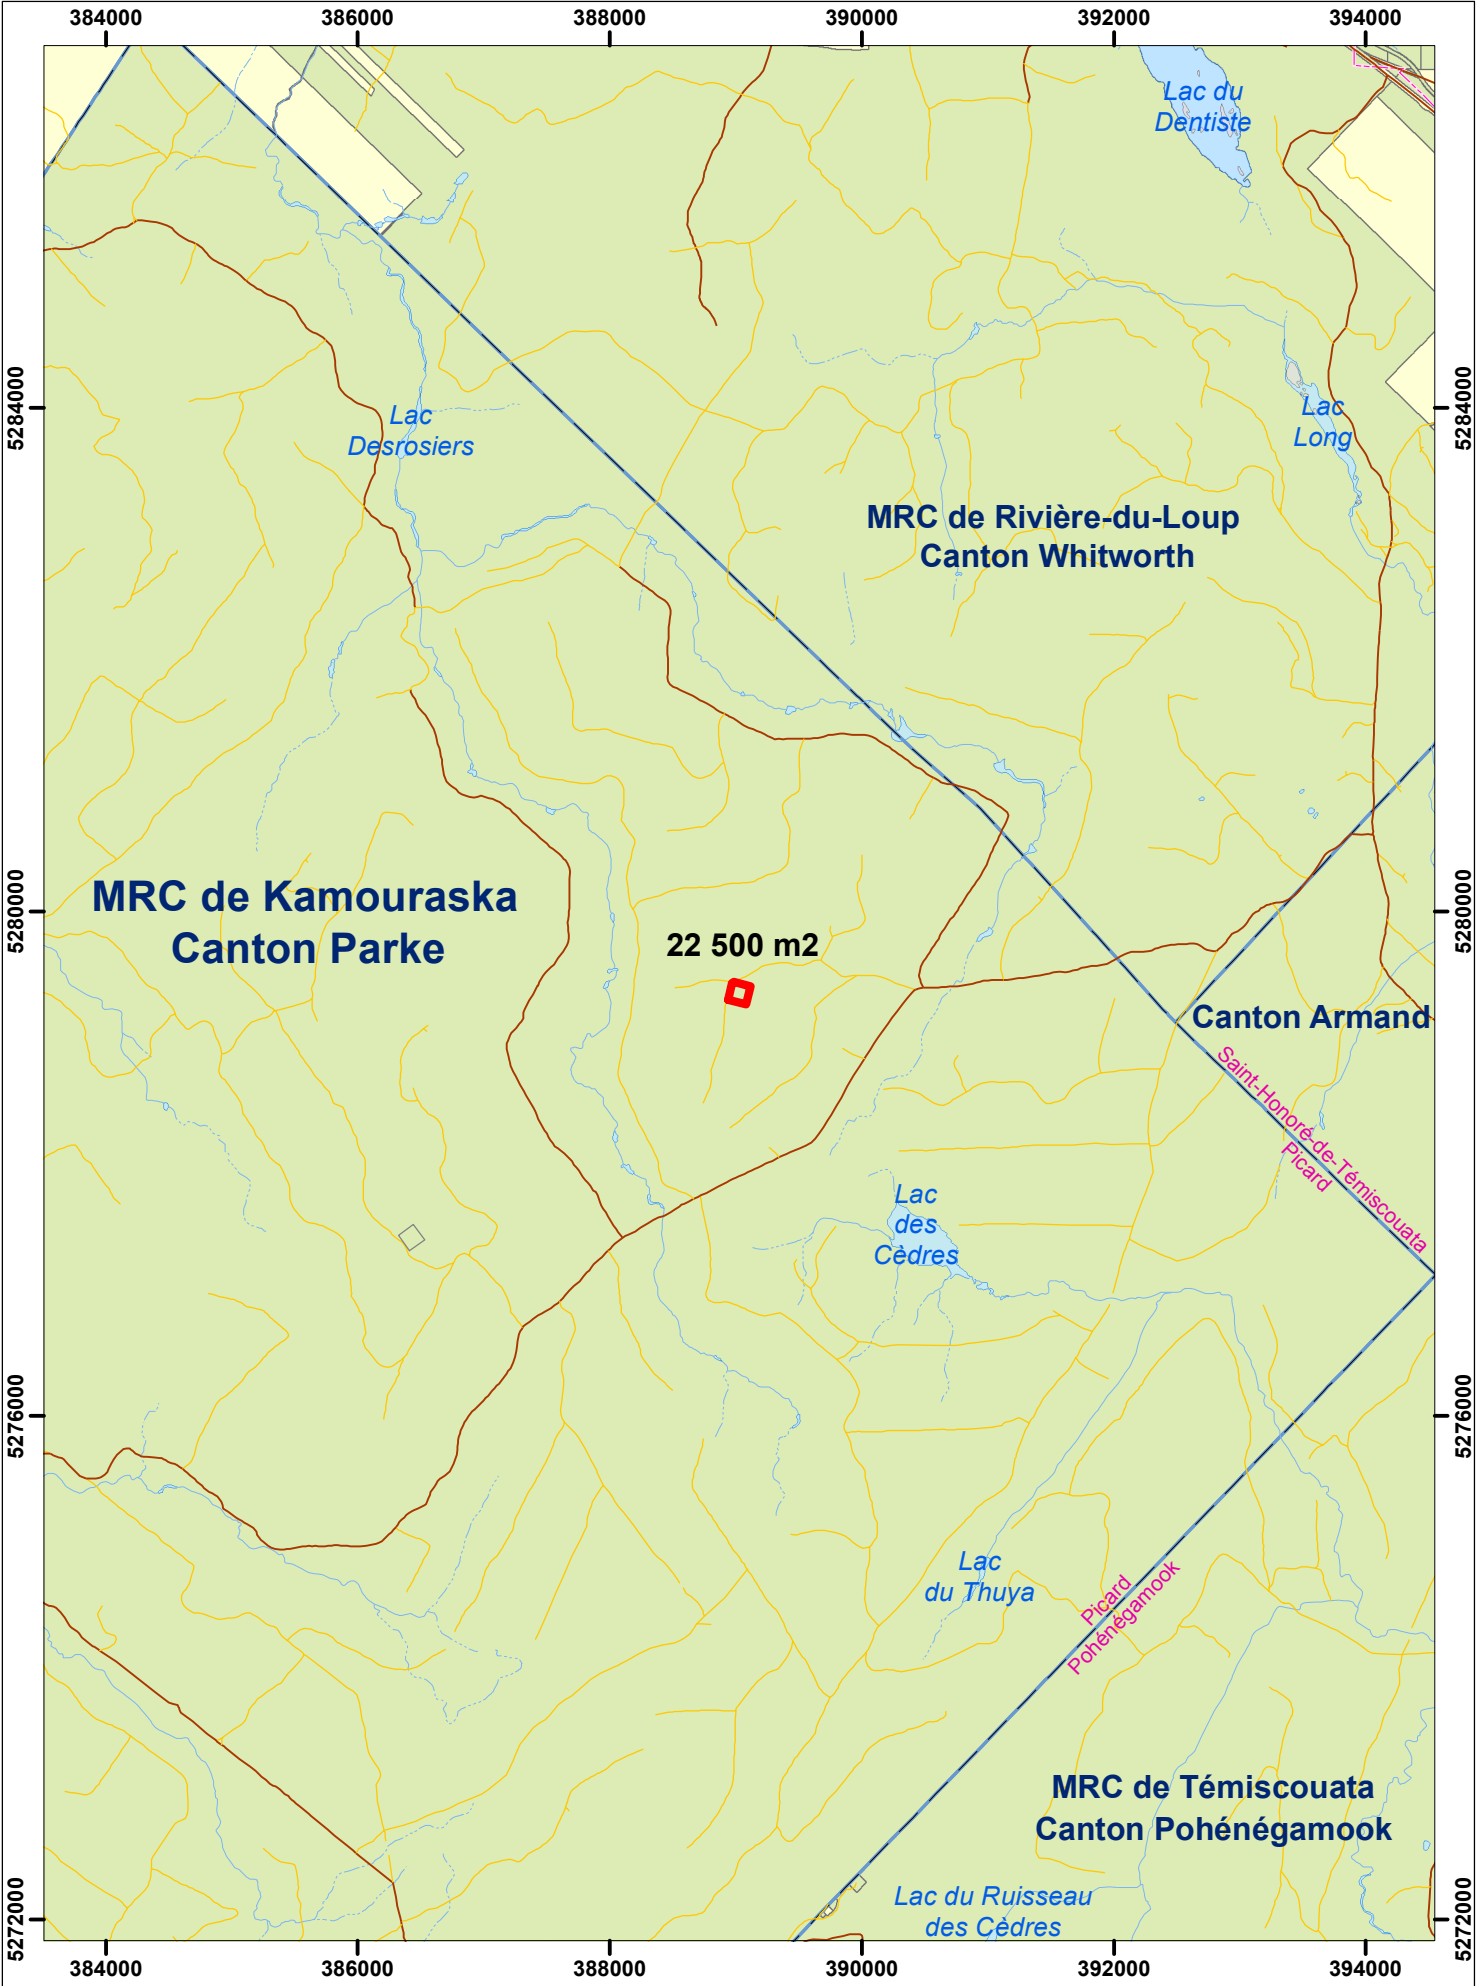 384000 386000 388000 390000 392000 394000
Lac du
Dentiste
5284000
5284000
Lac
Desrosiers
Lac
Long
MRC de Rivière-du-Loup
Canton Whitworth
MRC de Kamouraska
Canton Parke
5280000
5280000
22 500 m2
Canton Armand
Saint-Honoré-de-Témiscouata
Picard
Lac
des
Cèdres
5276000
5276000
Lac
du Thuya
Picard
Pohénégamook
MRC de Témiscouata
Canton Pohénégamook
Lac du Ruisseau
des Cèdres
5272000
5272000
384000 386000 388000 390000 392000 394000